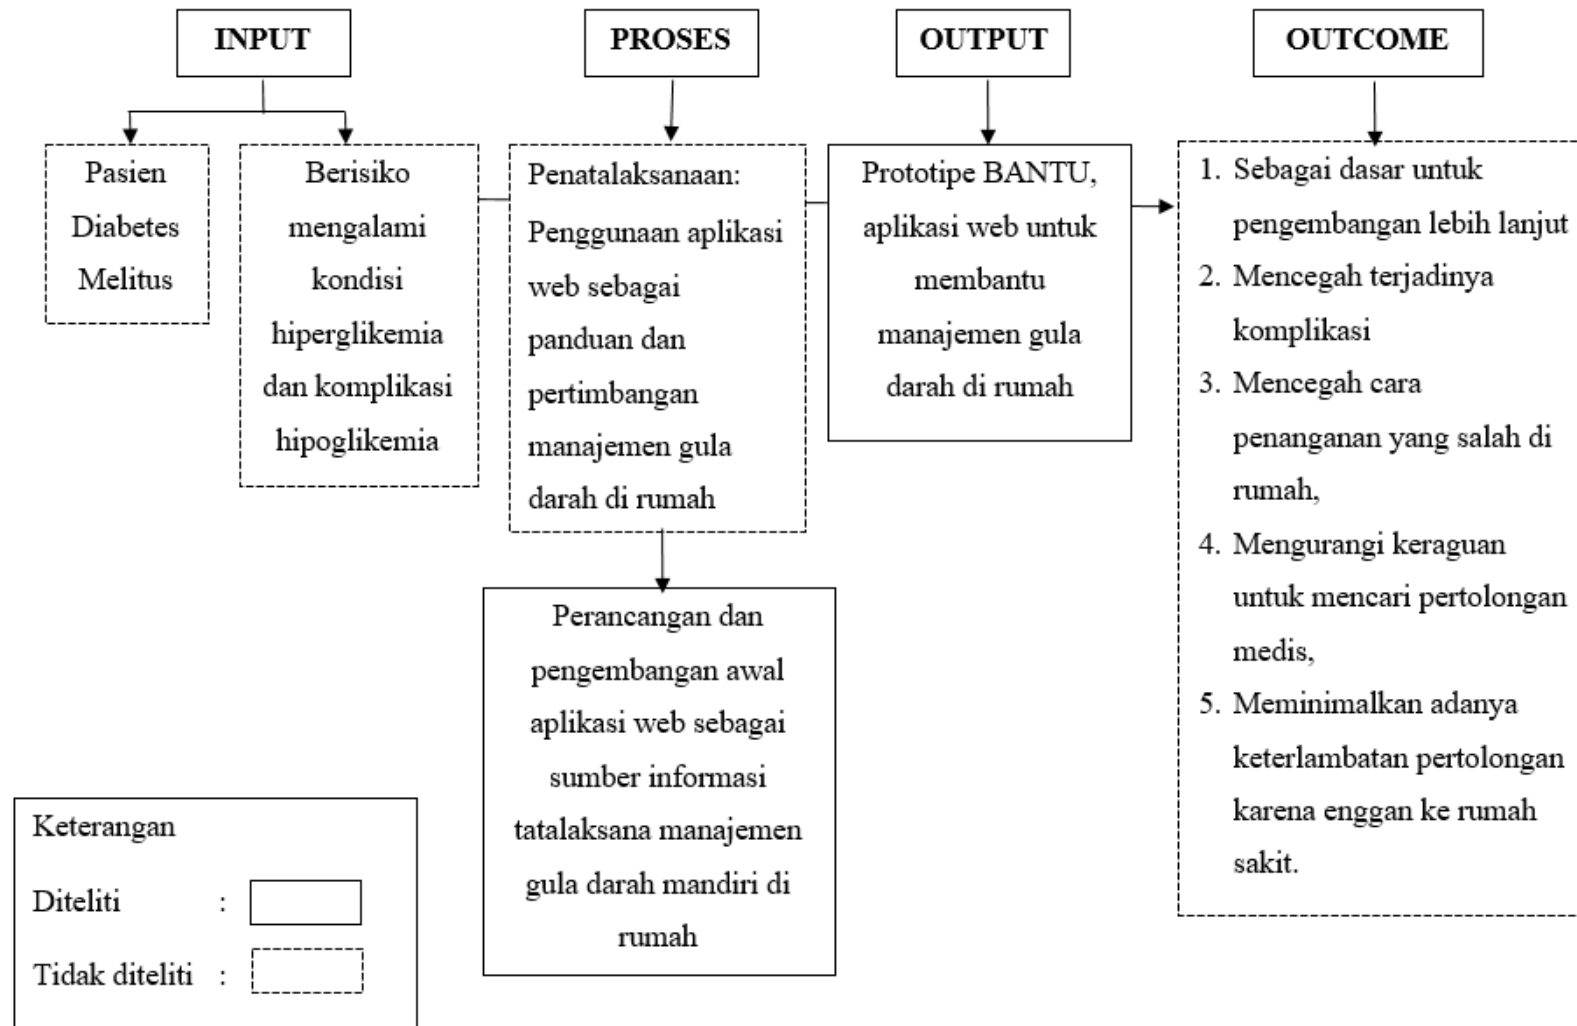 INPUT
PROSES
OUTPUT
OUTCOME
Pasien
Diabetes
Melitus
Berisiko
mengalami
kondisi
hiperglikemia
dan komplikasi
hipoglikemia
Penatalaksanaan:
Penggunaan aplikasi
web sebagai
panduan dan
pertimbangan
manajemen gula
darah di rumah
Perancangan dan
pengembangan awal
aplikasi web sebagai
sumber informasi
tatalaksana manajemen
gula darah mandiri di
rumah
Prototipe BANTU,
aplikasi web untuk
membantu
manajemen gula
darah di rumah
1. Sebagai dasar untuk
pengembangan lebih lanjut
2. Mencegah terjadinya
komplikasi
3. Mencegah cara
penanganan yang salah di
rumah,
4. Mengurangi keraguan
untuk mencari pertolongan
medis,
5. Meminimalkan adanya
keterlambatan pertolongan
karena enggan ke rumah
sakit.
Keterangan
Diteliti :
Tidak diteliti :